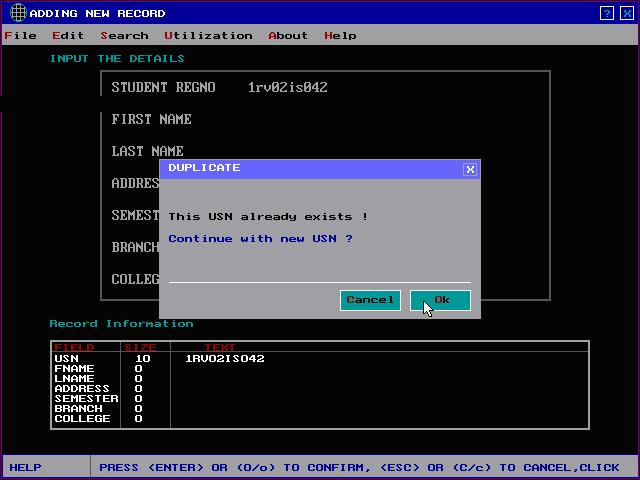 ADDING NEW RECORD ? X
File Edit Search Utilization About Help
INPUT THE DETAILS
STUDENT REGNO 1rv02is042
FIRST NAME
LAST NAME
ADDRES
SEMEST
BRANCH
COLLEG
DUPLICATE X
This USN already exists !
Continue with new USN ?
Cancel Ok
Record Information
FIELD SIZE TEXT
USN 10 1RV02IS042
FNAME 0
LNAME 0
ADDRESS 0
SEMESTER 0
BRANCH 0
COLLEGE 0
HELP PRESS <ENTER> OR (O/o) TO CONFIRM, <ESC> OR (C/c) TO CANCEL,CLICK